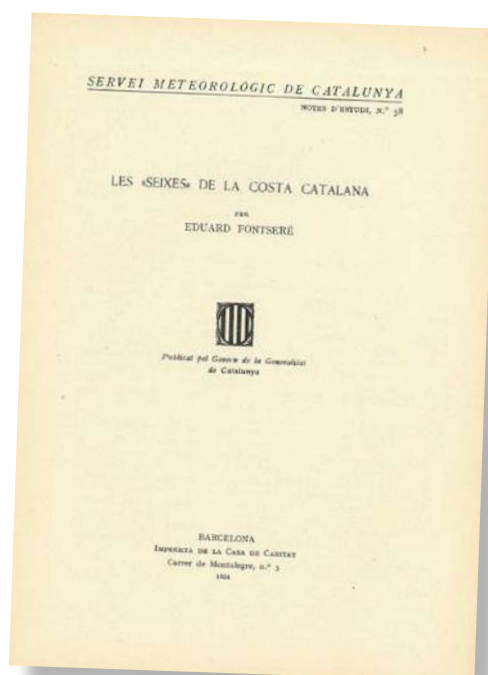 SERVEI METEOROLÒGIC DE CATALUNYA
NOTES D'ESTUDI, N.º 58
LES «SEIXES» DE LA COSTA CATALANA
PER
EDUARD FONTSERÉ
Publicat pel Govern de la Generalitat
de Catalunya
BARCELONA
IMPREMTA DE LA CASA DE CARITAT
Carrer de Montalegre, n.º 5
1934